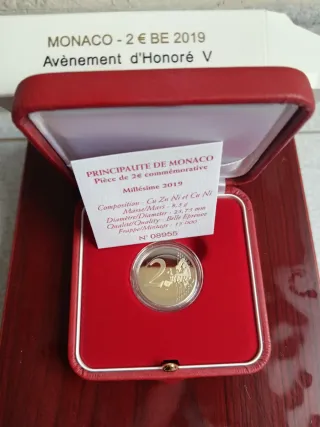 MONACO - 2 € BE 2019
Avènement d'Honoré V
PRINCIPAUTE DE MONACO
Pièce de 2€ commémorative
Millésime 2019
Composition : Cu Zn Ni et Cu Ni
Masse/Mass : 8,5 g
Diamètre/Diameter : 25,75 mm
Qualité/Quality : Belle Epreuve
Frappe/Mintage : 15 000
N° 08955
2